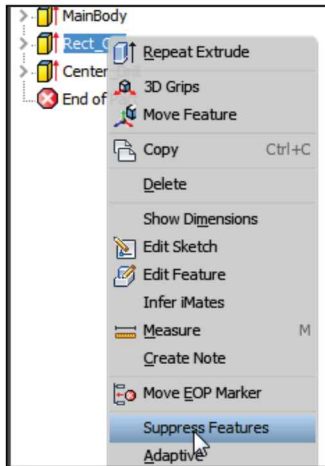 MainBody
Rect_
Center
End of
Repeat Extrude
3D Grips
Move Feature
Copy Ctrl+C
Delete
Show Dimensions
Edit Sketch
Edit Feature
Infer iMates
Measure M
Create Note
Move EOP Marker
Suppress Features
Adaptive